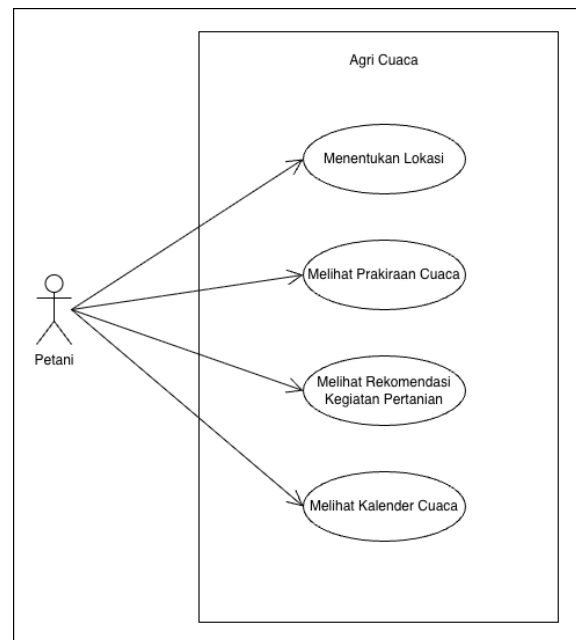 Agri Cuaca
Menentukan Lokasi
Melihat Prakiraan Cuaca
Petani
Melihat Rekomendasi
Kegiatan Pertanian
Melihat Kalender Cuaca